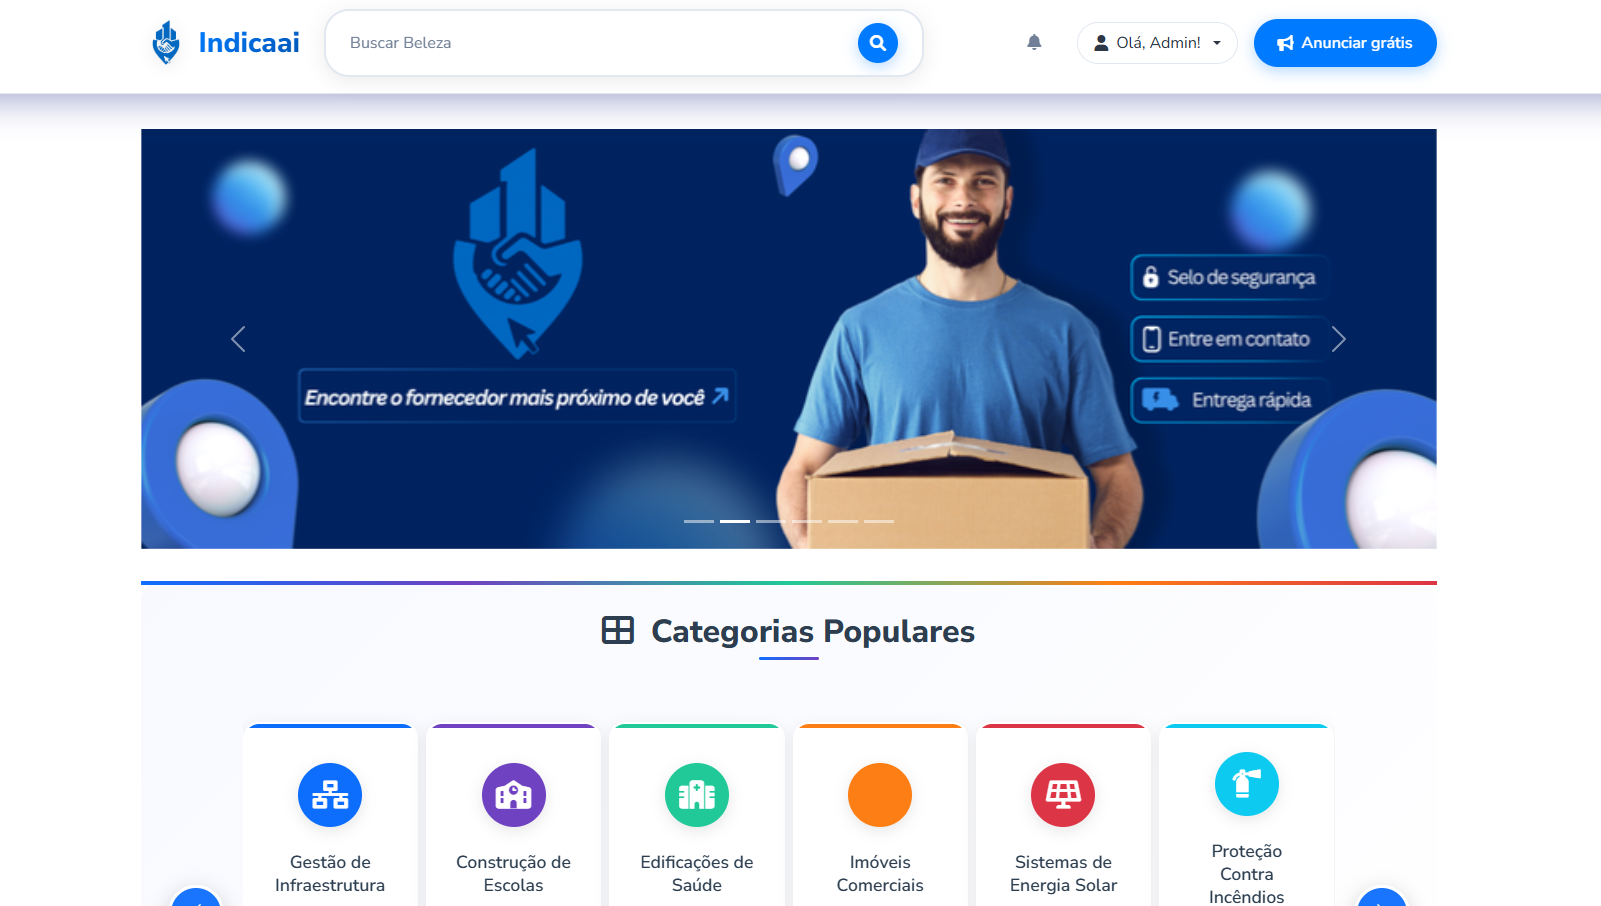 Indicaai
Buscar Beleza
Olá, Admin!
Anunciar grátis
Selo de segurança
Entre em contato
Encontre o fornecedor mais próximo de você
Entrega rápida
Categorias Populares
Gestão de
Infraestrutura
Construção de
Escolas
Edificações de
Saúde
Imóveis
Comerciais
Sistemas de
Energia Solar
Proteção
Contra
Incêndios